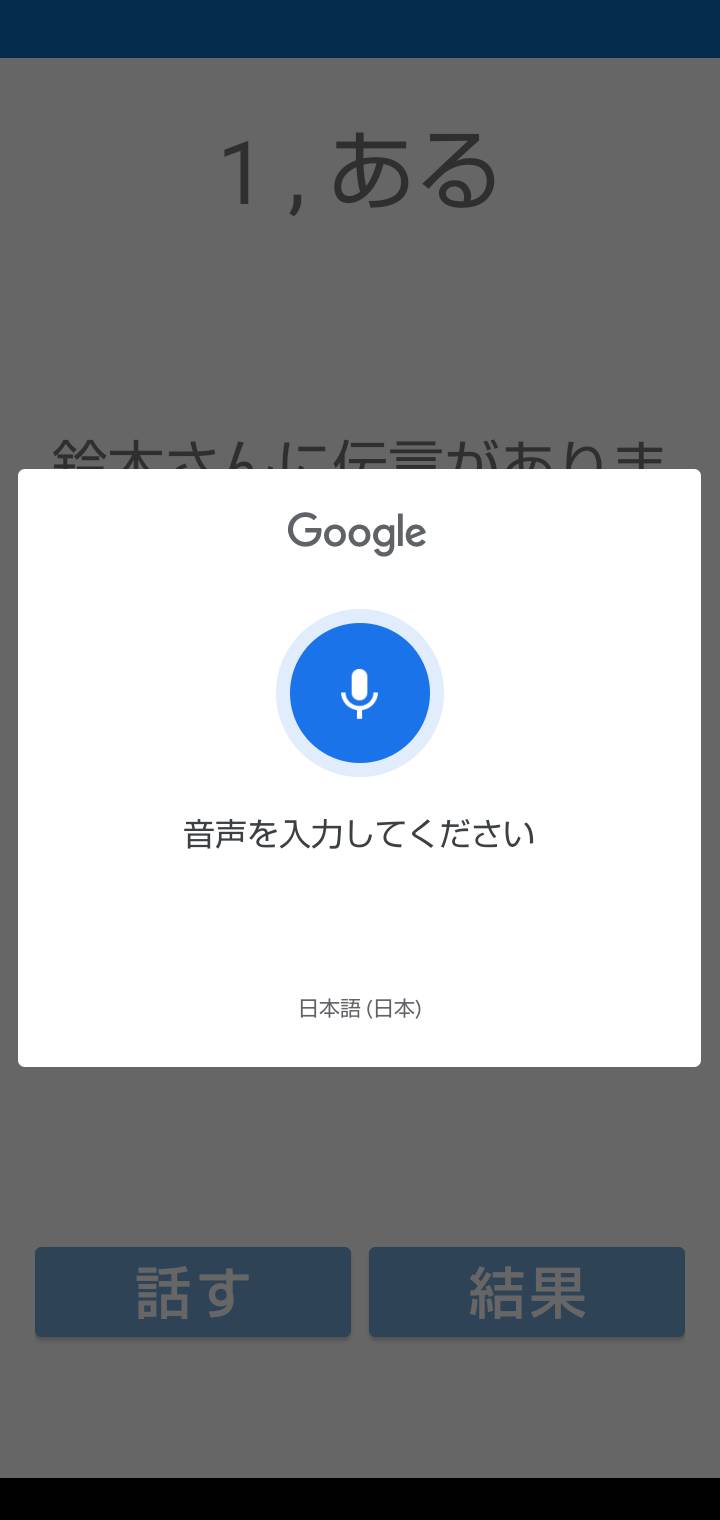 1 , ある
鈴木さんに伝言がありま
Google
音声を入力してください
日本語 (日本)
話す
結果